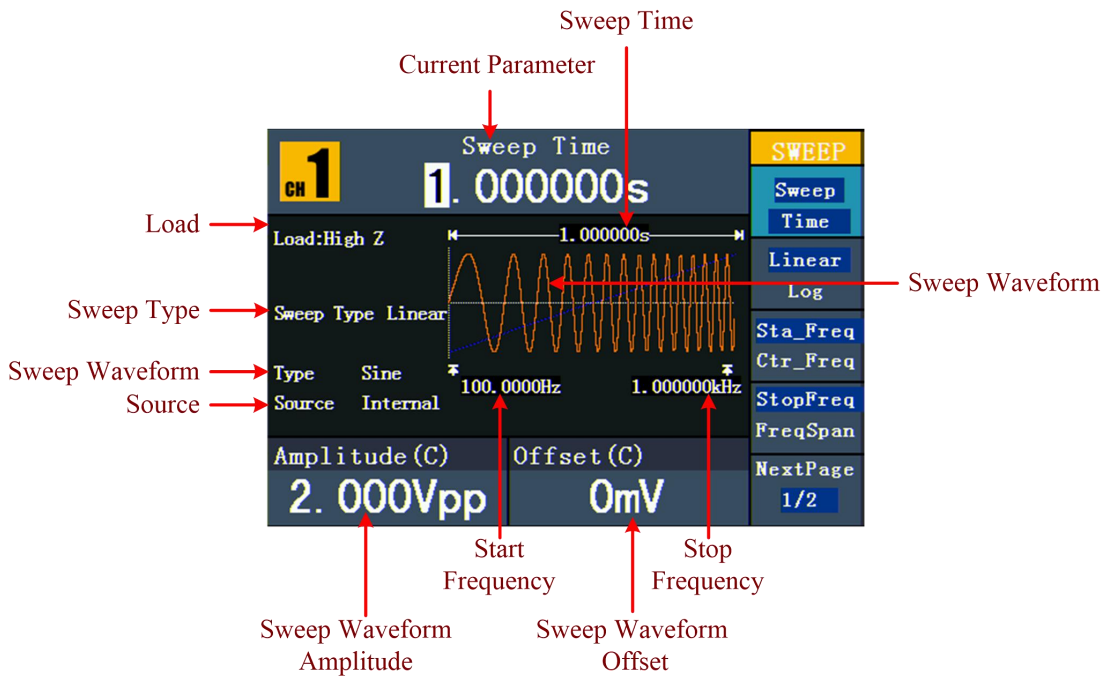 Sweep Time
Current Parameter
CH 1
Sweep Time
1.000000s
SWEEP
Sweep
Time
Linear
Log
Sta_Freq
Ctr_Freq
StopFreq
FreqSpan
NextPage
1/2
Load
Load:High Z
1.000000s
Sweep Waveform
Sweep Type
Sweep Type Linear
Sweep Waveform
Type Sine
100.0000Hz
1.000000kHz
Source
Source Internal
Amplitude(C)
2.000Vpp
Offset(C)
0mV
Start
Frequency
Stop
Frequency
Sweep Waveform
Amplitude
Sweep Waveform
Offset